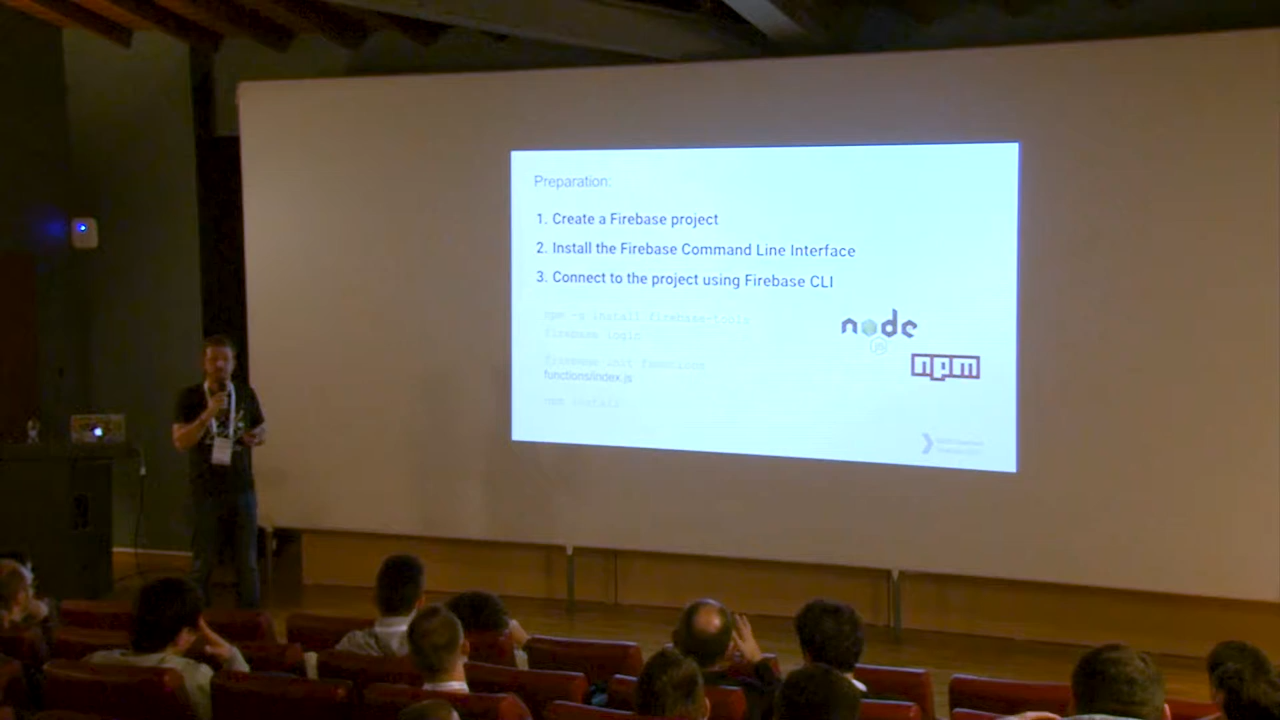 Preparation:
1. Create a Firebase project
2. Install the Firebase Command Line Interface
3. Connect to the project using Firebase CLI
npm -g install firebase-tools
firebase login
firebase init functions
functions/index.js
npm install
node
JS
npm